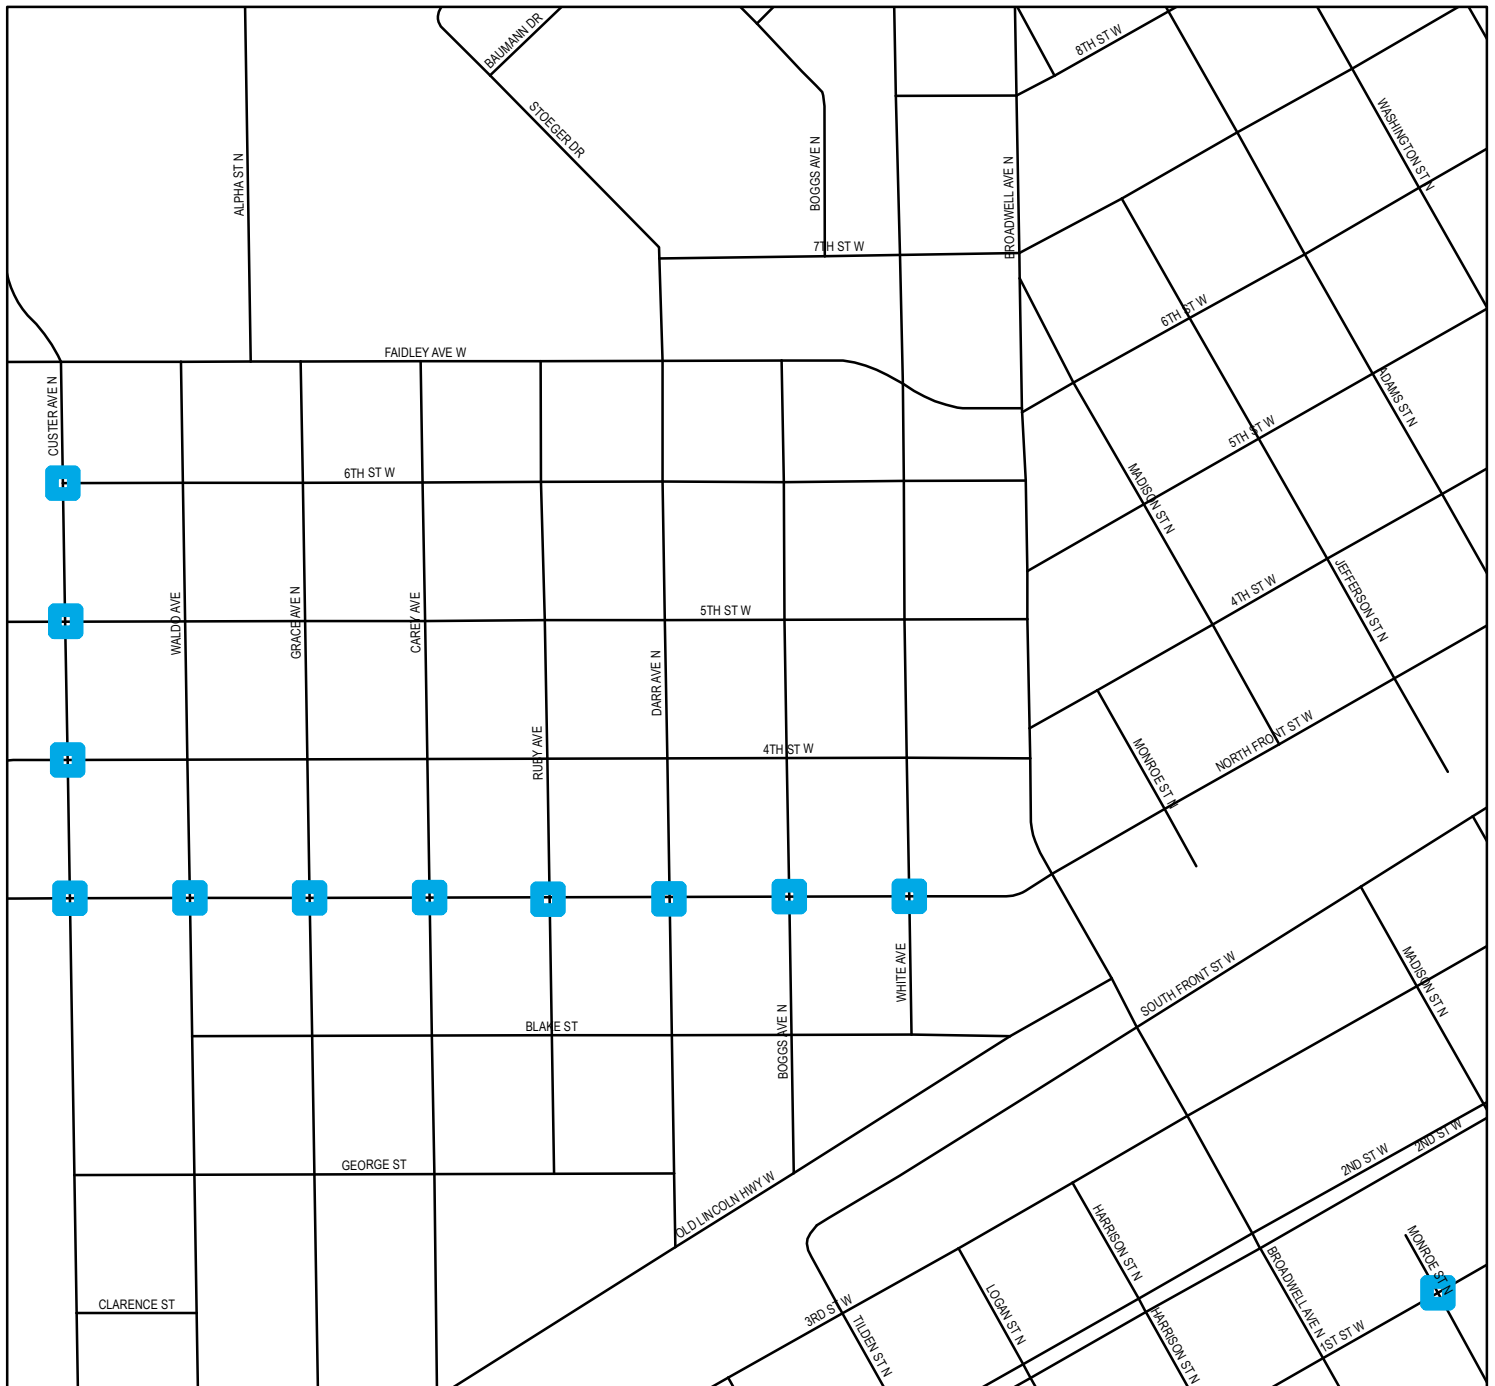 BAUMANN DR
8TH ST W
STOEGER DR
WASHINGTON ST N
ALPHA ST N
BOGGS AVE N
BROADWELL AVE N
7TH ST W
6TH ST W
FAIDLEY AVE W
CUSTER AVE N
ADAMS ST N
5TH ST W
6TH ST W
MADISON ST N
WALDO AVE
GRACE AVE N
CAREY AVE
5TH ST W
4TH ST W
JEFFERSON ST N
DARR AVE N
RUBY AVE
4TH ST W
MONROE ST N
NORTH FRONT ST W
WHITE AVE
SOUTH FRONT ST W
MADISON ST N
BLAKE ST
BOGGS AVE N
GEORGE ST
OLD LINCOLN HWY W
2ND ST W
2ND ST W
HARRISON ST N
BROADWELL AVE N
MONROE ST N
CLARENCE ST
3RD ST W
TILDEN ST N
LOGAN ST N
HARRISON ST N
1ST ST W